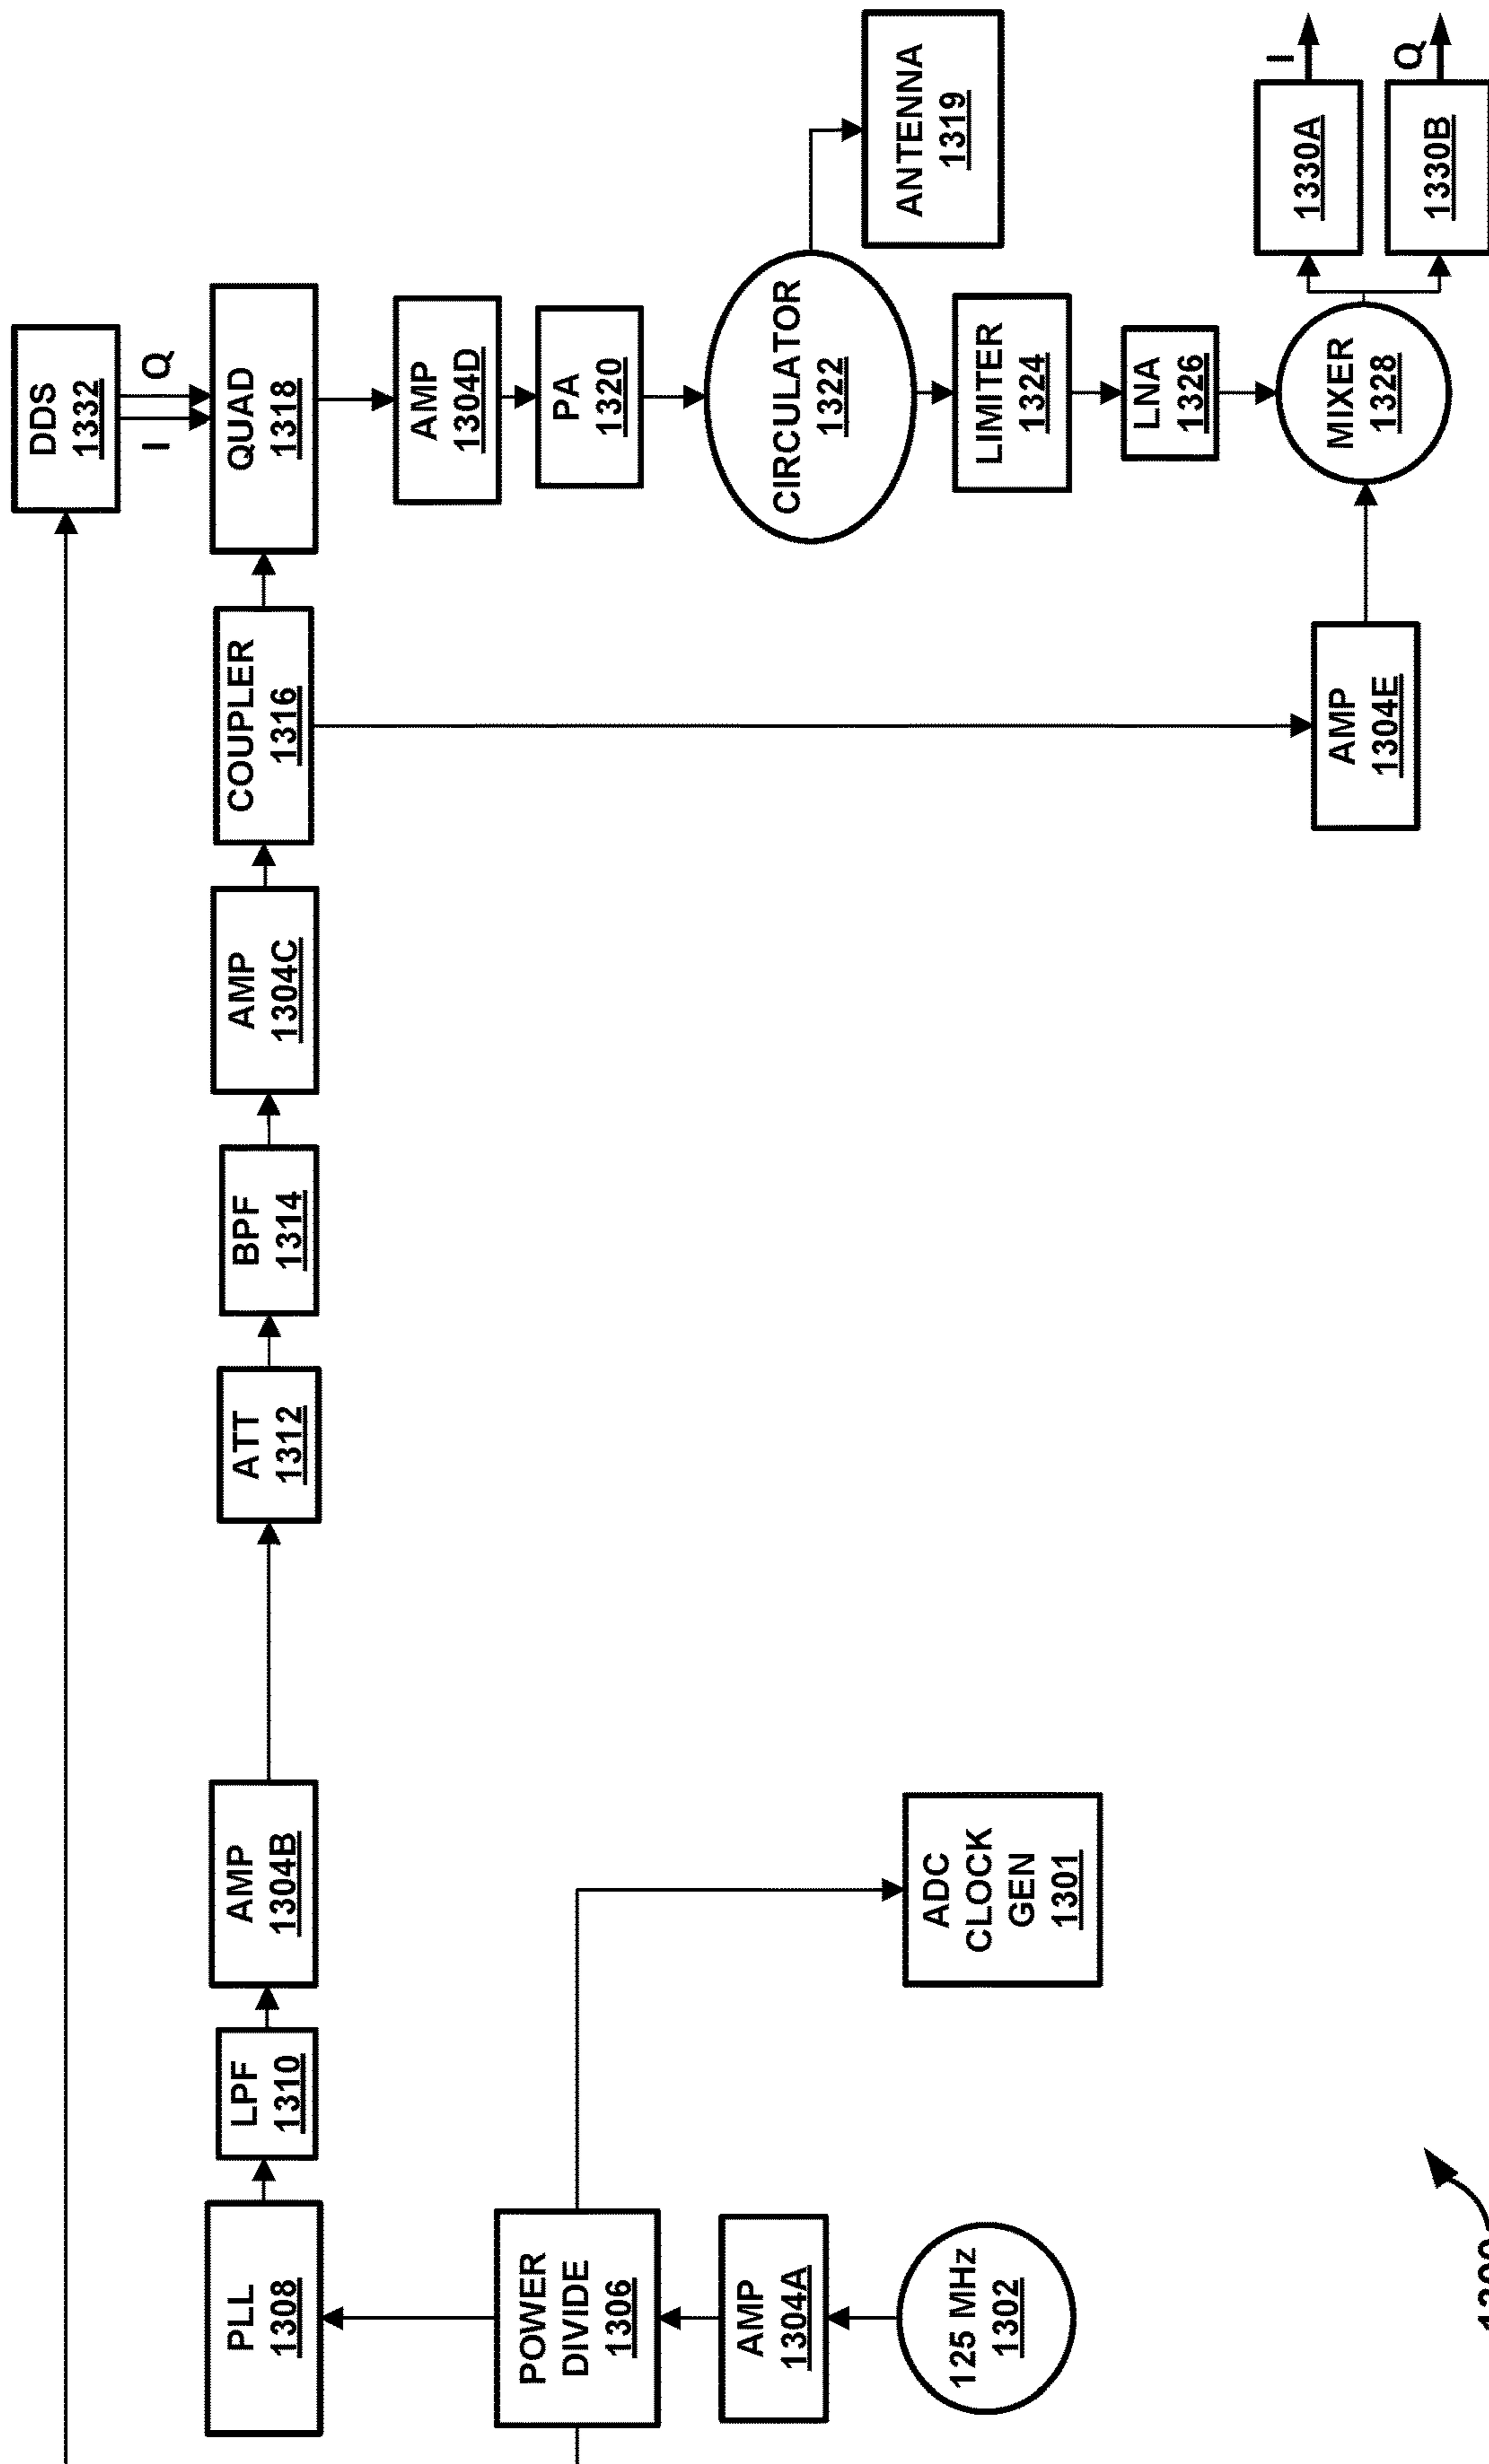 DDS
1332
I
Q
PLL
1308
LPF
1310
AMP
1304B
ATT
1312
BPF
1314
AMP
1304C
COUPLER
1316
QUAD
1318
AMP
1304D
POWER
DIVIDE
1306
PA
1320
AMP
1304A
CIRCULATOR
1322
ANTENNA
1319
125 MHz
1302
ADC
CLOCK
GEN
1301
LIMITER
1324
LNA
1326
AMP
1304E
MIXER
1328
1330A
I
1330B
Q
1300